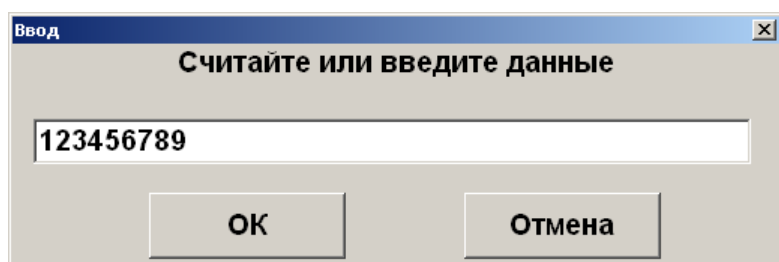 Ввод
Считайте или введите данные
123456789
ОК
Отмена